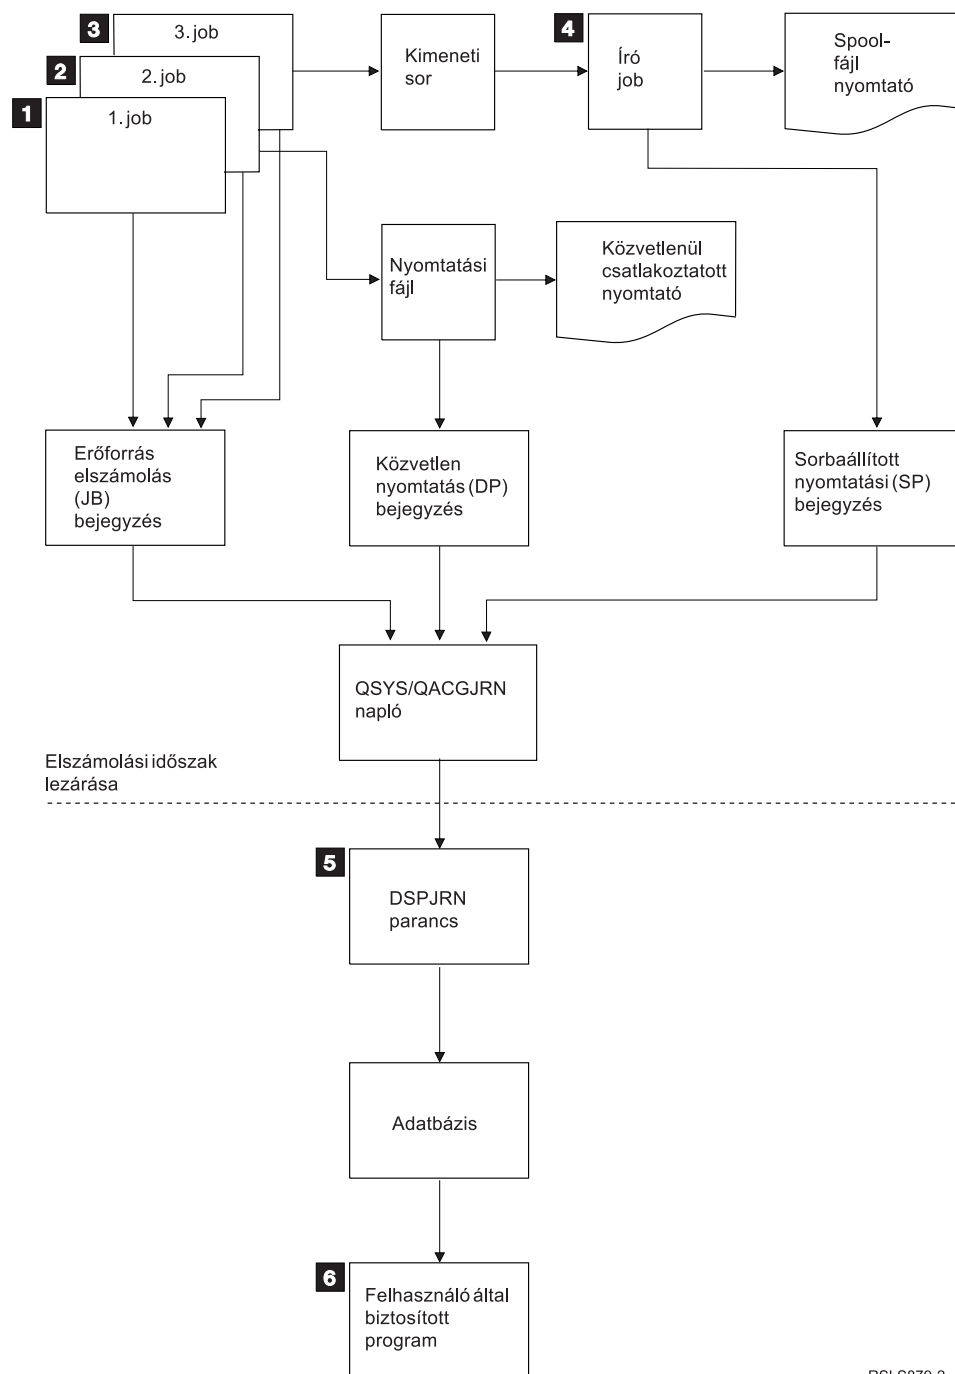 3
3. job
2
2. job
1
1. job
Kimeneti
sor
4
Író
job
Spool-
fájl
nyomtató
Nyomtatási
fájl
Közvetlenül
csatlakoztatott
nyomtató
Erőforrás
elszámolás
(JB)
bejegyzés
Közvetlen
nyomtatás (DP)
bejegyzés
Sorbaállított
nyomtatási (SP)
bejegyzés
QSYS/QACGJRN
napló
Elszámolási időszak
lezárása
5
DSPJRN
parancs
Adatbázis
6
Felhasználó által
biztosított
program